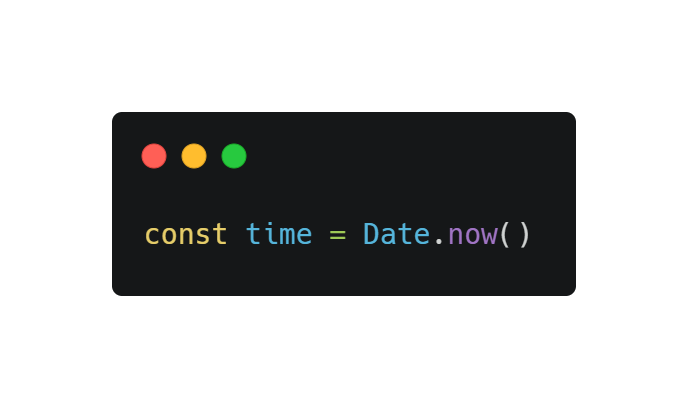 const time = Date.now()